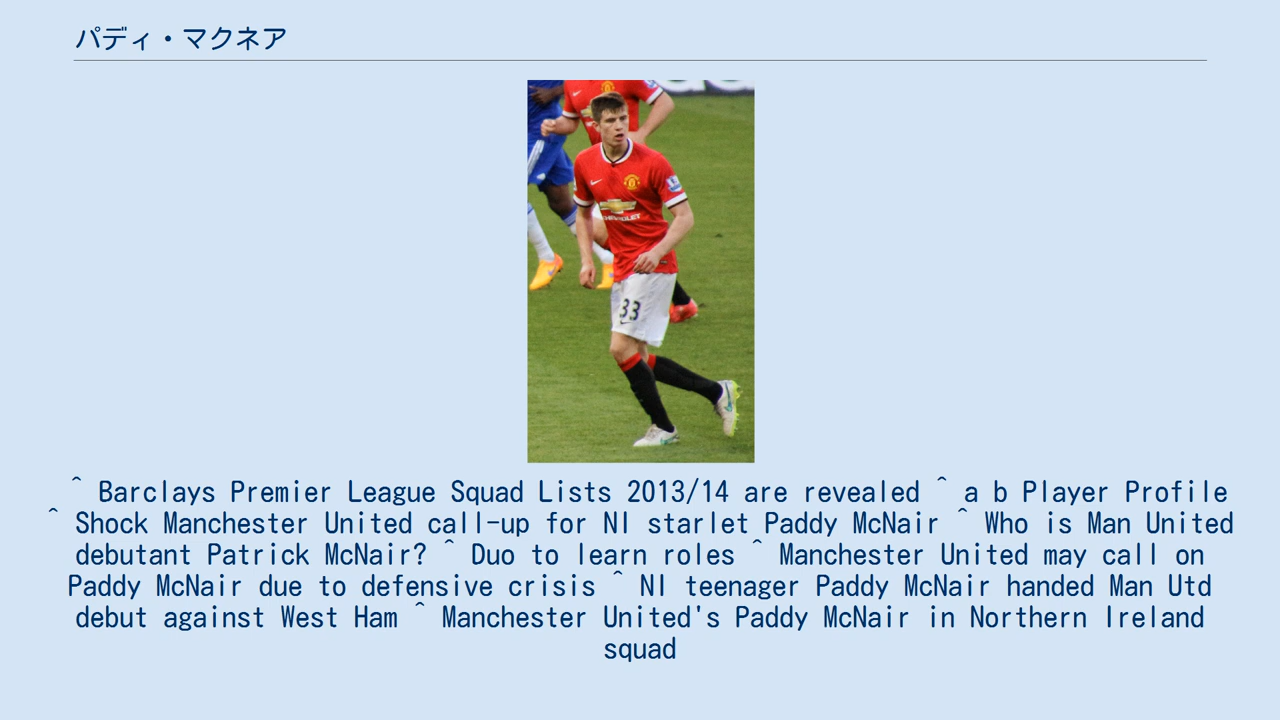 パディ・マクネア
CHEVROLET
33
^ Barclays Premier League Squad Lists 2013/14 are revealed ^ a b Player Profile
^ Shock Manchester United call-up for NI starlet Paddy McNair ^ Who is Man United
debutant Patrick McNair? ^ Duo to learn roles ^ Manchester United may call on
Paddy McNair due to defensive crisis ^ NI teenager Paddy McNair handed Man Utd
debut against West Ham ^ Manchester United's Paddy McNair in Northern Ireland
squad